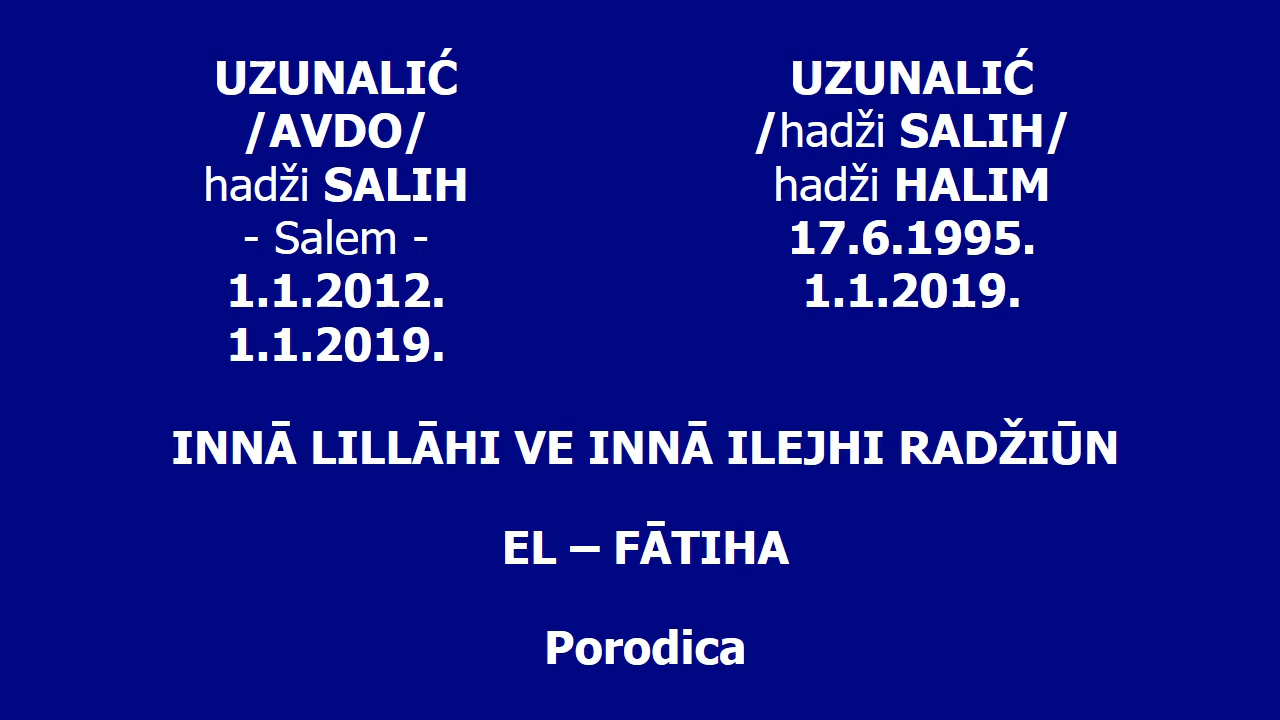 UZUNALIĆ
/AVDO/
hadži SALIH
- Salem -
1.1.2012.
1.1.2019.
UZUNALIĆ
/hadži SALIH/
hadži HALIM
17.6.1995.
1.1.2019.
INNĀ LILLĀHI VE INNĀ ILEJHI RADŽIŪN
EL – FĀTIHA
Porodica